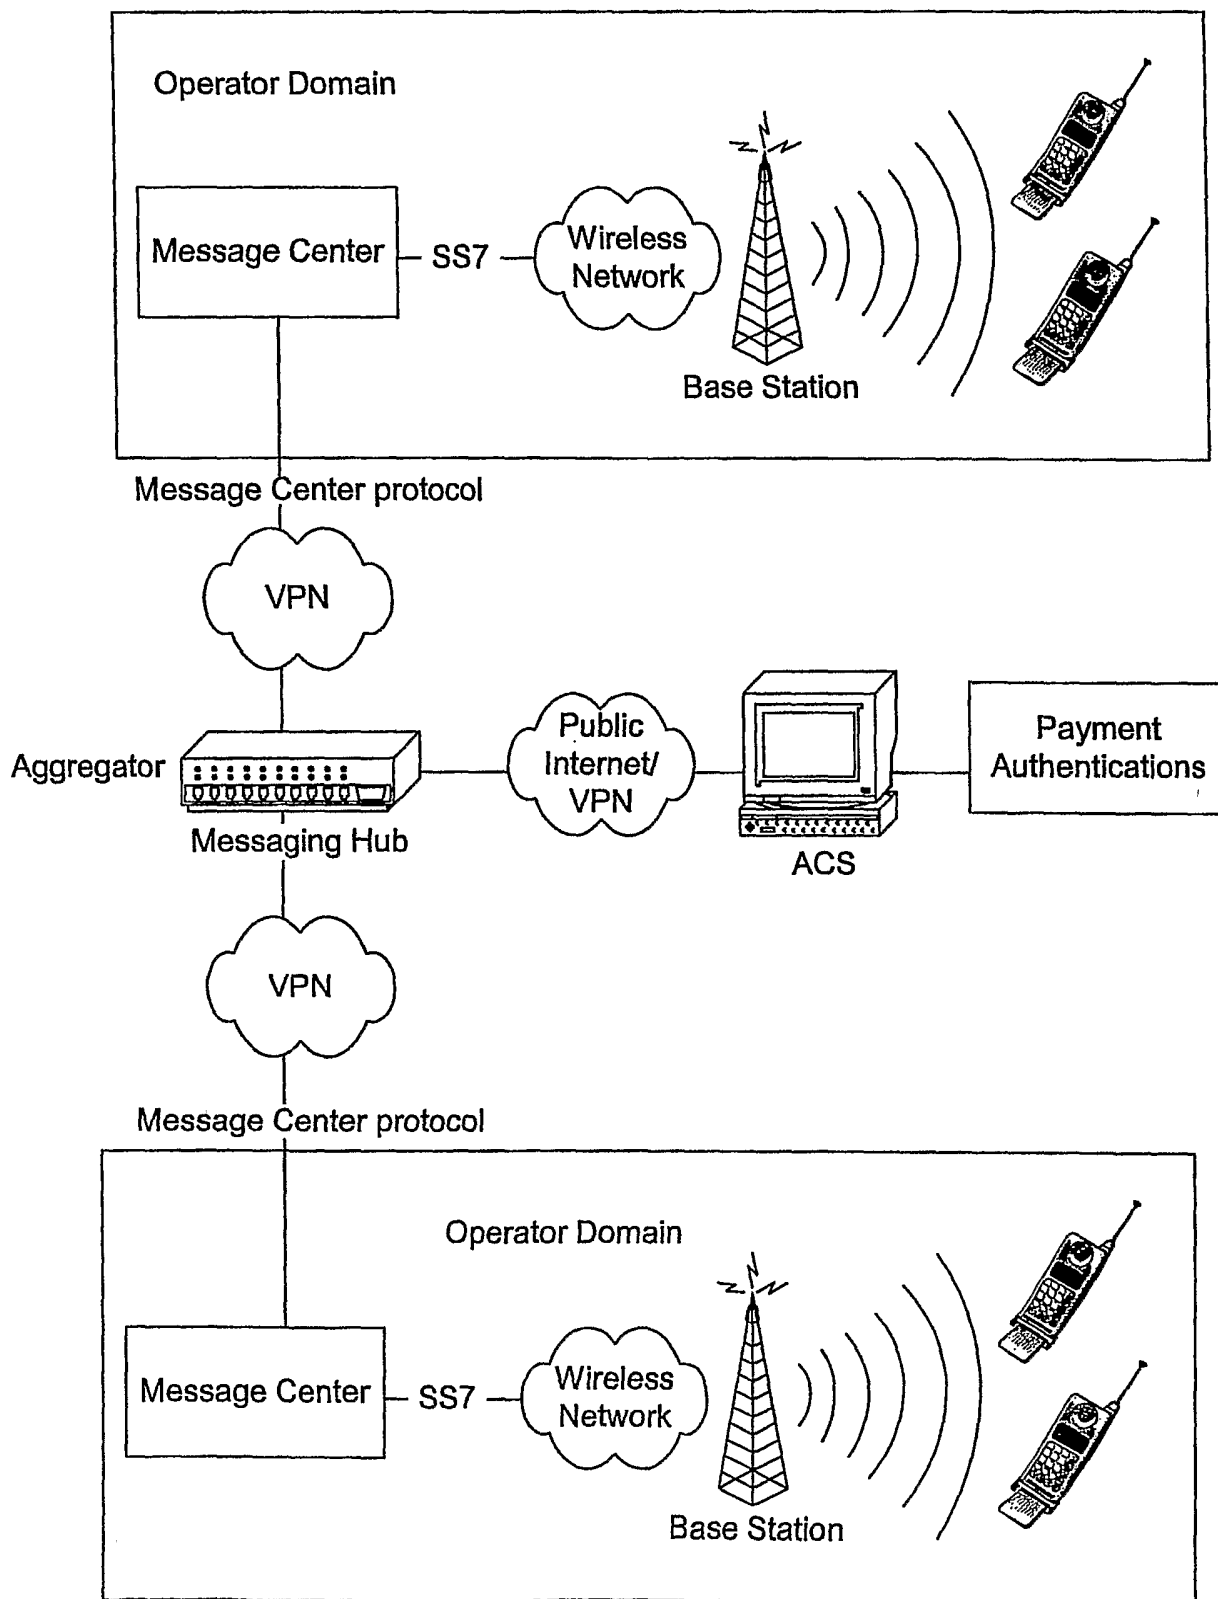 Operator Domain
Message Center
SS7
Wireless
Network
Base Station
Message Center protocol
VPN
Public
Internet/
VPN
Payment
Authentications
Aggregator
Messaging Hub
ACS
VPN
Message Center protocol
Operator Domain
Message Center
SS7
Wireless
Network
Base Station